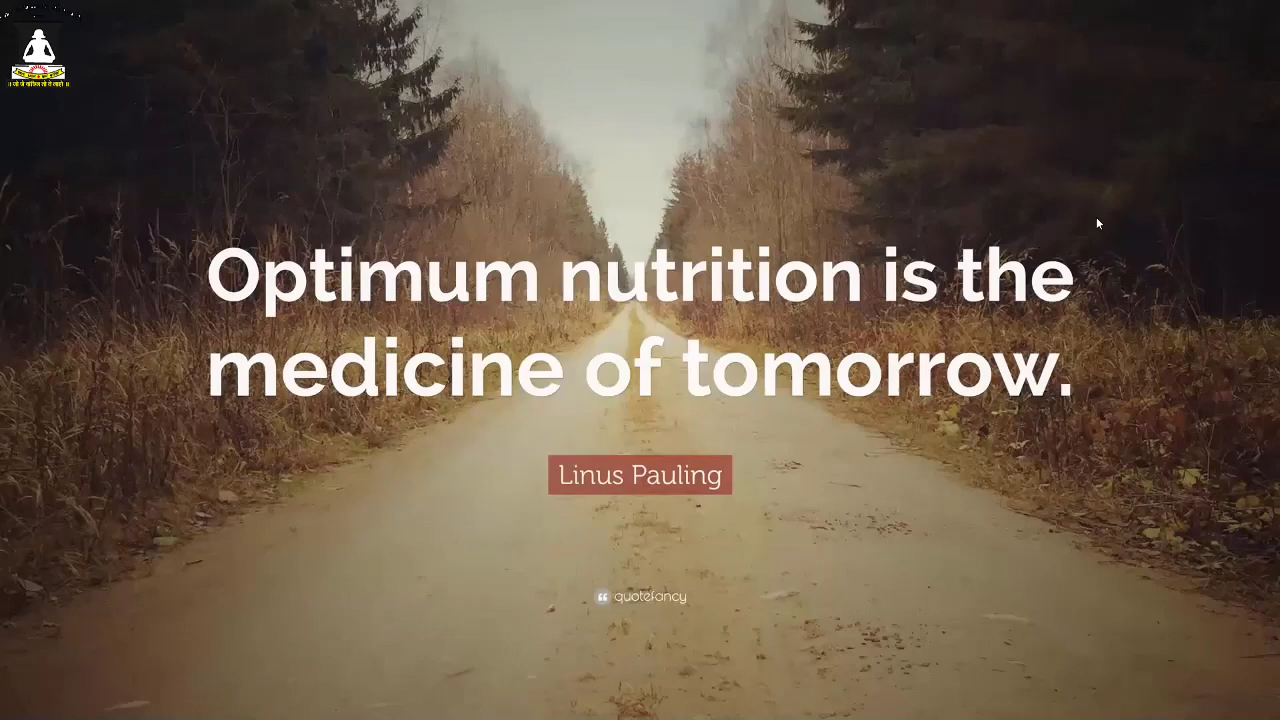 ॥ जो जे वांछिल तो ते लाहो ॥
Optimum nutrition is the
medicine of tomorrow.
Linus Pauling
quotefancy